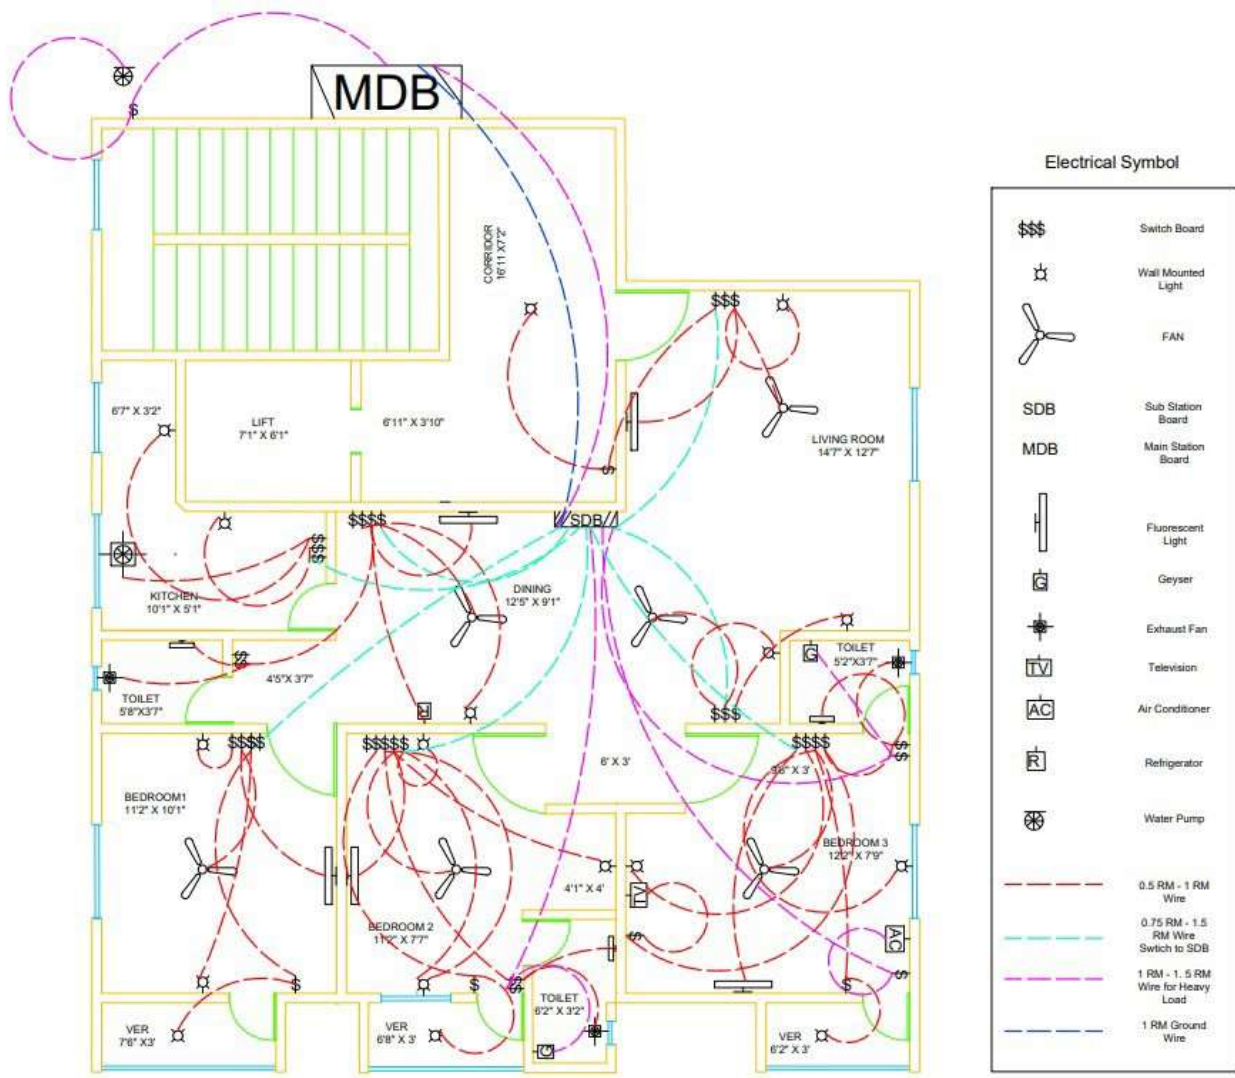 MDB
$
CORRIDOR
16'11 X7'2"
$$$
6'7" X 3'2"
LIFT
7'1" X 6'1"
6'11" X 3'10"
LIVING ROOM
14'7" X 12'7"
$
$$$$
SDB
$$$
KITCHEN
10'1" X 5'1"
DINING
12'5" X 9'1"
$$
TOILET
5'8"X3'7"
4'5"X 3'7"
G
TOILET
5'2"X3'7"
R
$$$
$$$$
$$$$$
$$$$
$$
6' X 3'
BEDROOM1
11'2" X 10'1"
BEDROOM 3
12'2" X 7'9"
4'1" X 4'
TV
BEDROOM 2
11'2" X 7'7"
$
AC
$
$
$
$$
$
TOILET
6'2" X 3'2"
VER
7'6" X3'
VER
6'8" X 3'
G
VER
6'2" X 3'
Electrical Symbol
$$$
Switch Board
Wall Mounted
Light
FAN
SDB
Sub Station
Board
MDB
Main Station
Board
Fluorescent
Light
G
Geyser
Exhaust Fan
TV
Television
AC
Air Conditioner
R
Refrigerator
Water Pump
0.5 RM - 1 RM
Wire
0.75 RM - 1.5
RM Wire
Swtich to SDB
1 RM - 1. 5 RM
Wire for Heavy
Load
1 RM Ground
Wire